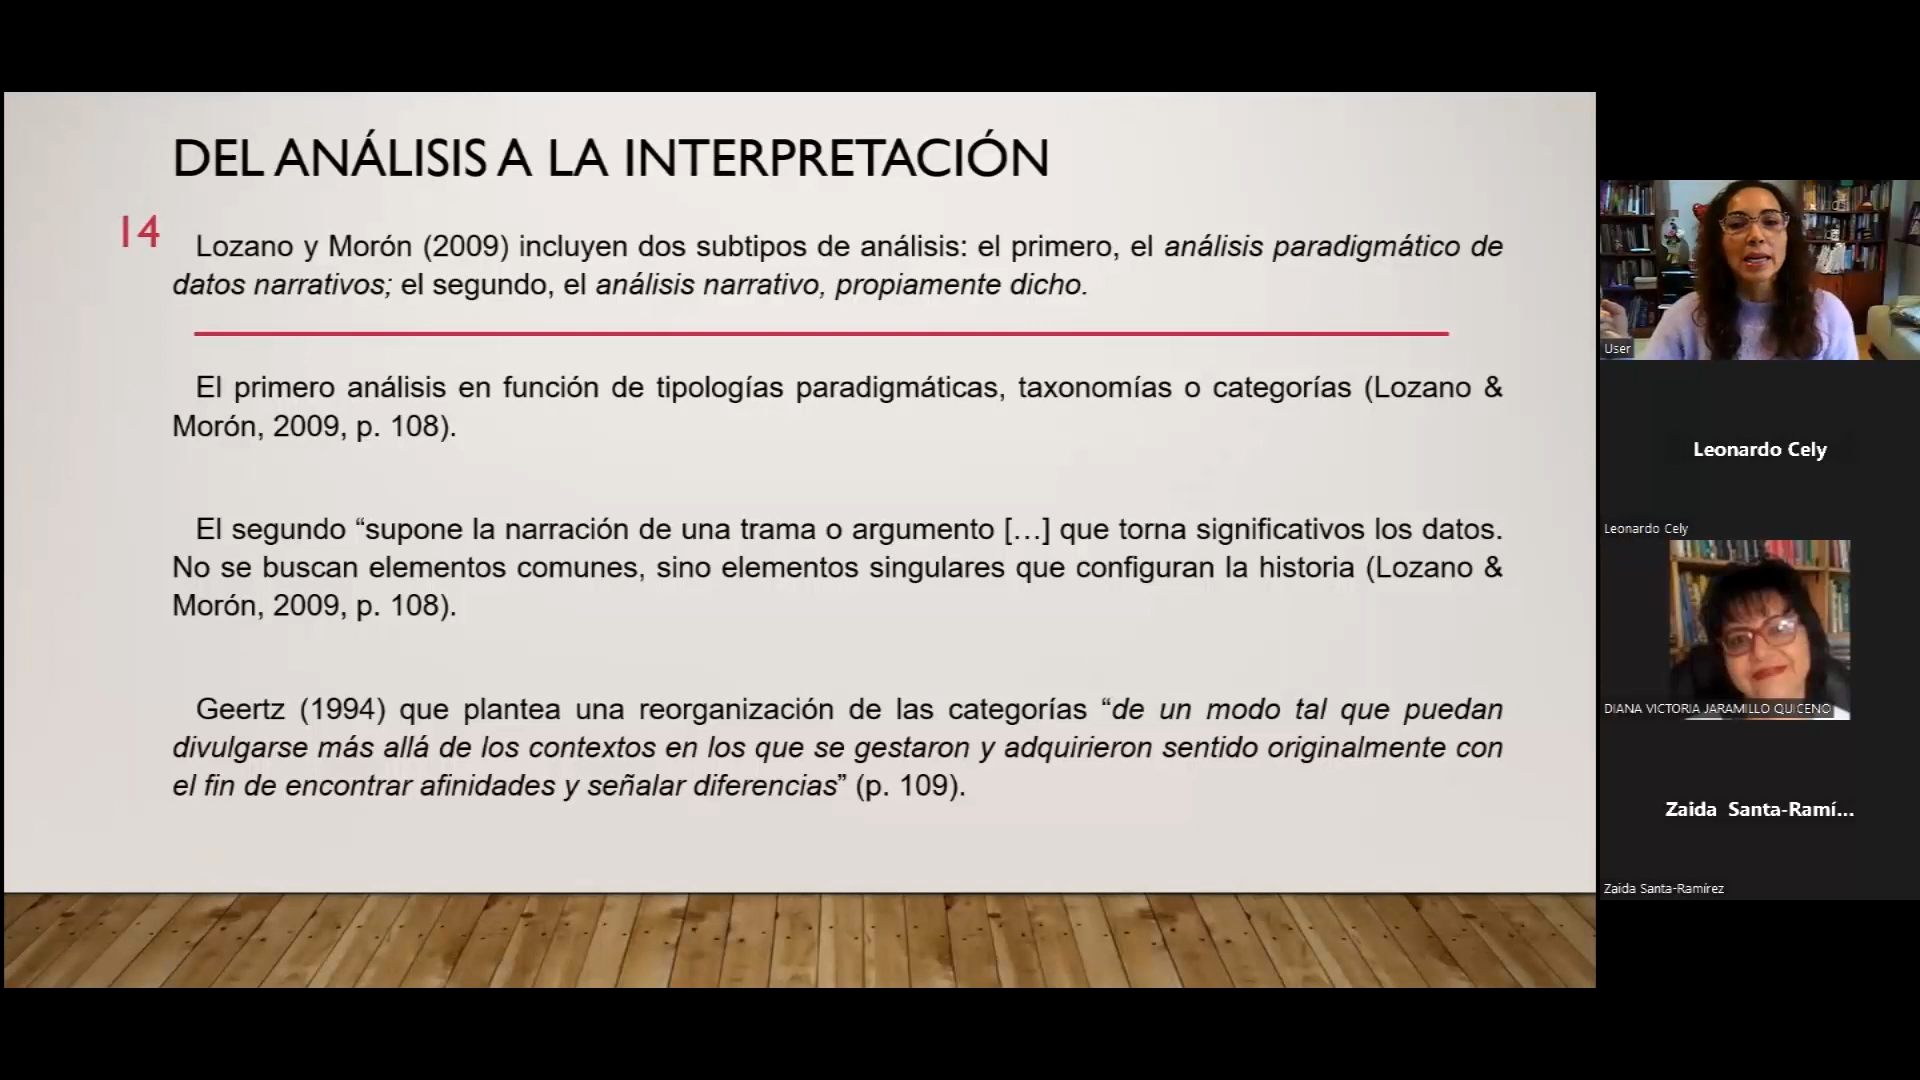 DEL ANÁLISIS A LA INTERPRETACIÓN
14
Lozano y Morón (2009) incluyen dos subtipos de análisis: el primero, el análisis paradigmático de
datos narrativos; el segundo, el análisis narrativo, propiamente dicho.
El primero análisis en función de tipologías paradigmáticas, taxonomías o categorías (Lozano &
Morón, 2009, p. 108).
El segundo “supone la narración de una trama o argumento […] que torna significativos los datos.
No se buscan elementos comunes, sino elementos singulares que configuran la historia (Lozano &
Morón, 2009, p. 108).
Geertz (1994) que plantea una reorganización de las categorías “de un modo tal que puedan
divulgarse más allá de los contextos en los que se gestaron y adquirieron sentido originalmente con
el fin de encontrar afinidades y señalar diferencias” (p. 109).
User
Leonardo Cely
Leonardo Cely
DIANA VICTORIA JARAMILLO QUICENO
Zaida Santa-Ramí...
Zaida Santa-Ramírez